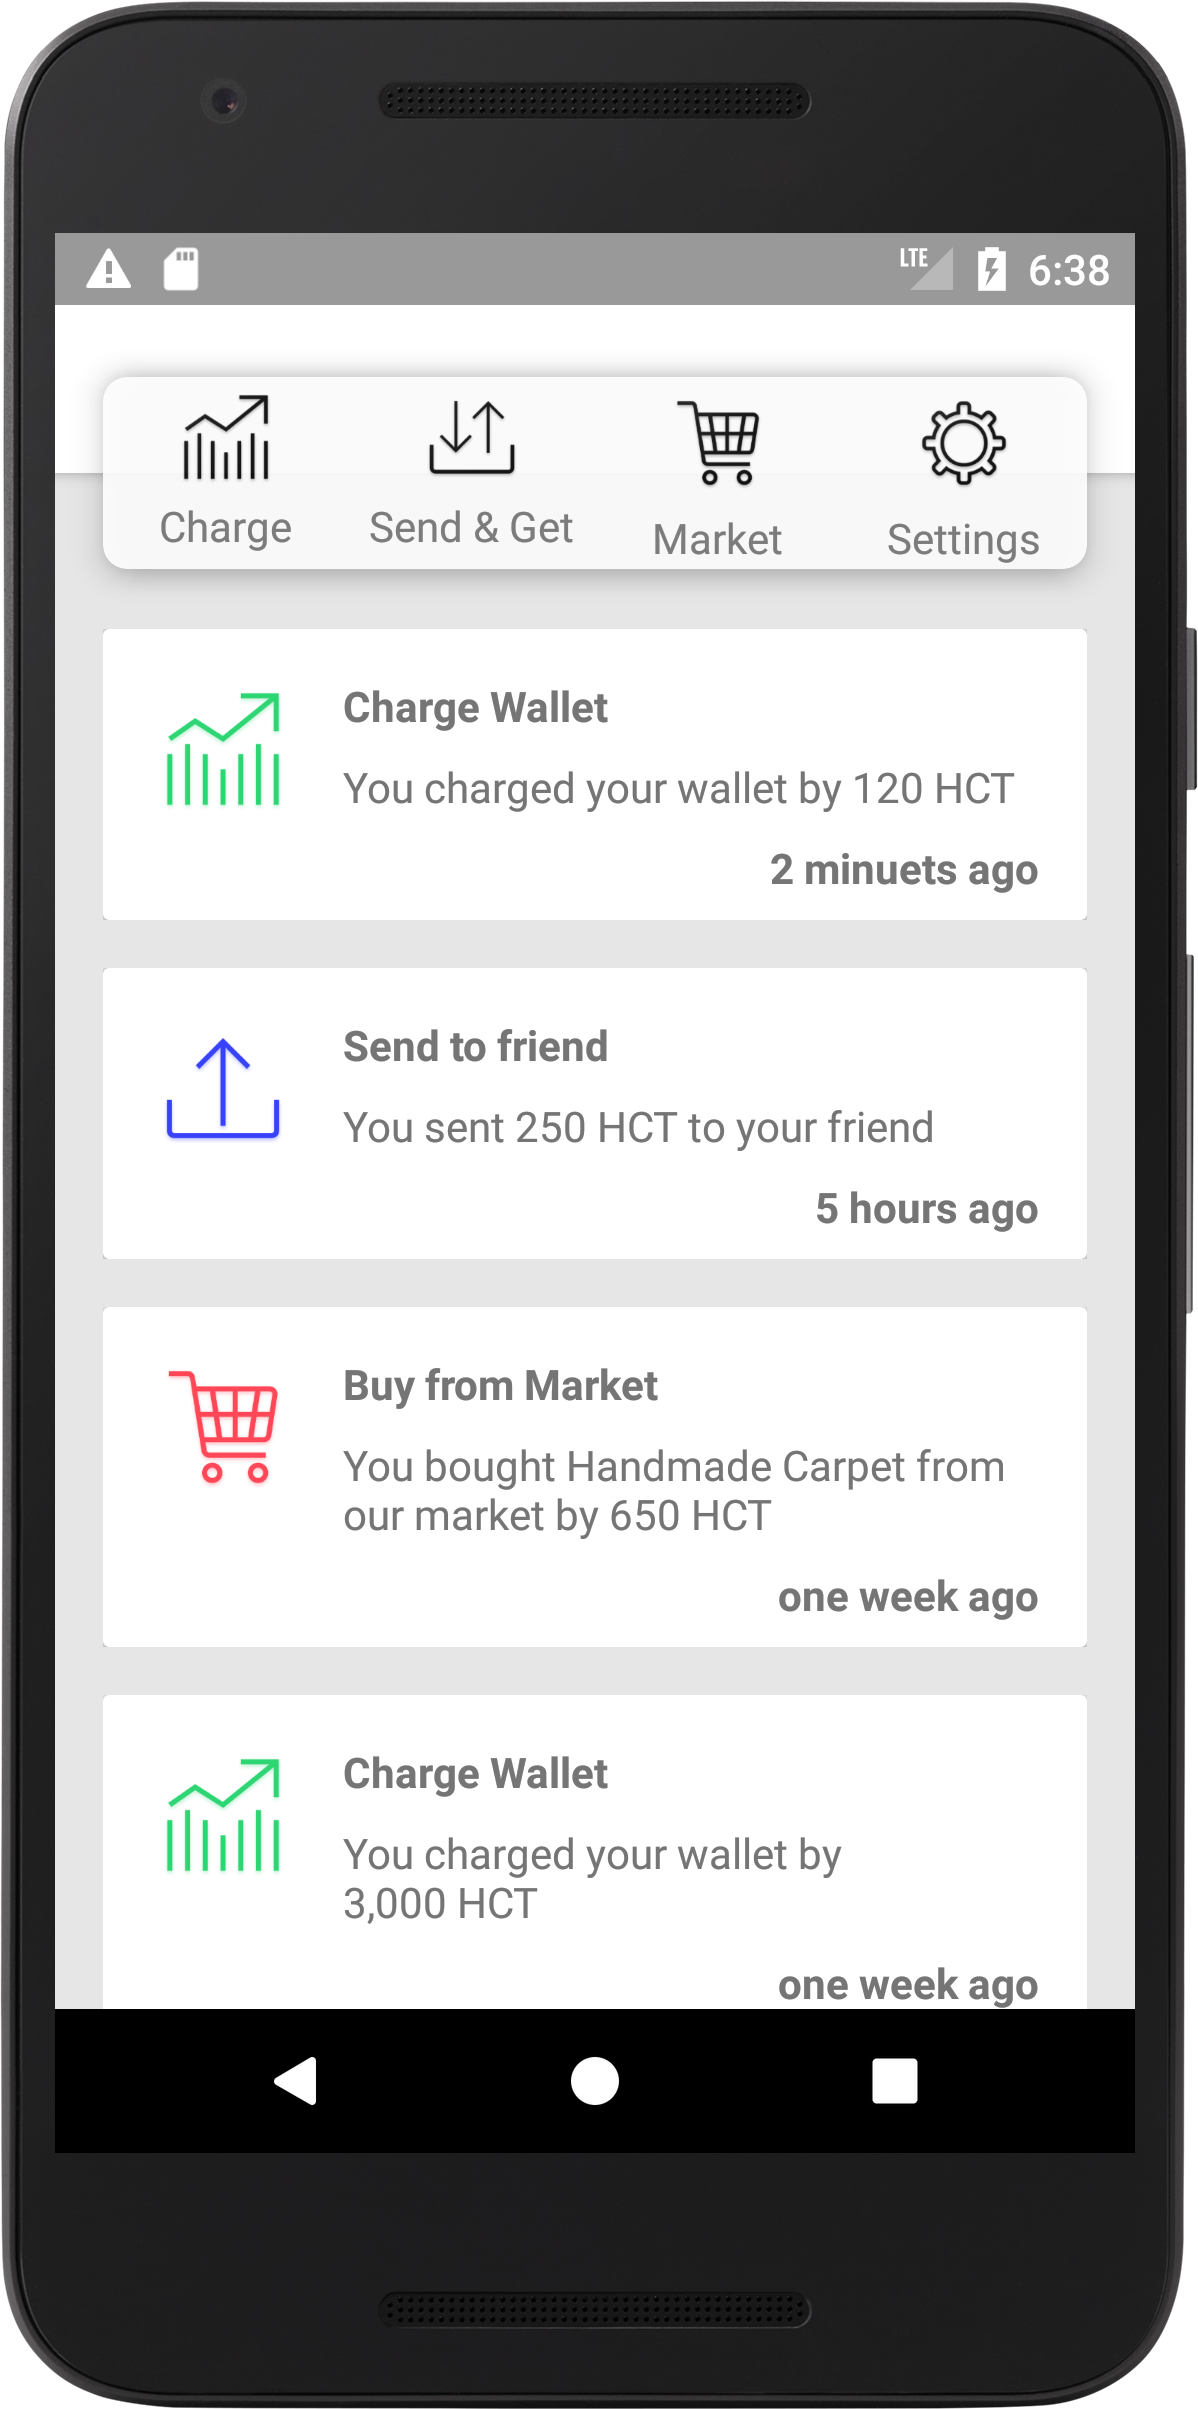 LTE 6:38
Charge Send & Get Market Settings
Charge Wallet
You charged your wallet by 120 HCT
2 minuets ago
Send to friend
You sent 250 HCT to your friend
5 hours ago
Buy from Market
You bought Handmade Carpet from
our market by 650 HCT
one week ago
Charge Wallet
You charged your wallet by
3,000 HCT
one week ago